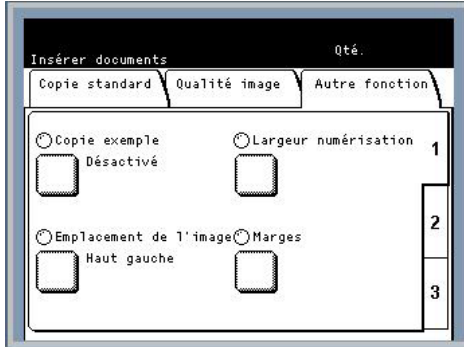 Qté.
Insérer documents
Copie standard Qualité image Autre fonction
Copie exemple Largeur numérisation 1
Désactivé
2
Emplacement de l'image Marges
Haut gauche
3